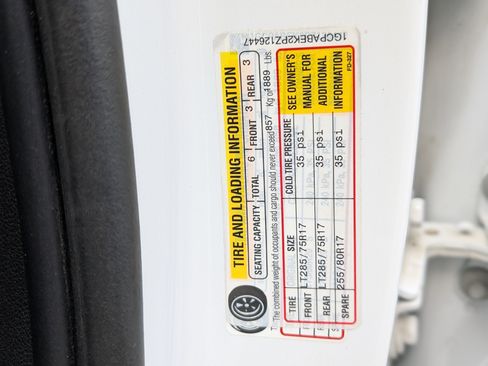 TIRE AND LOADING INFORMATION
SEATING CAPACITY TOTAL 6 FRONT 3 REAR 3
The combined weight of occupants and cargo should never exceed 857 Kg or 1889 Lbs.
TIRE SIZE COLD TIRE PRESSURE SEE OWNER'S
FRONT LT285/75R17 35 psi MANUAL FOR
REAR LT285/75R17 35 psi ADDITIONAL
SPARE 255/80R17 35 psi INFORMATION
1GCPABEK2PZ126447